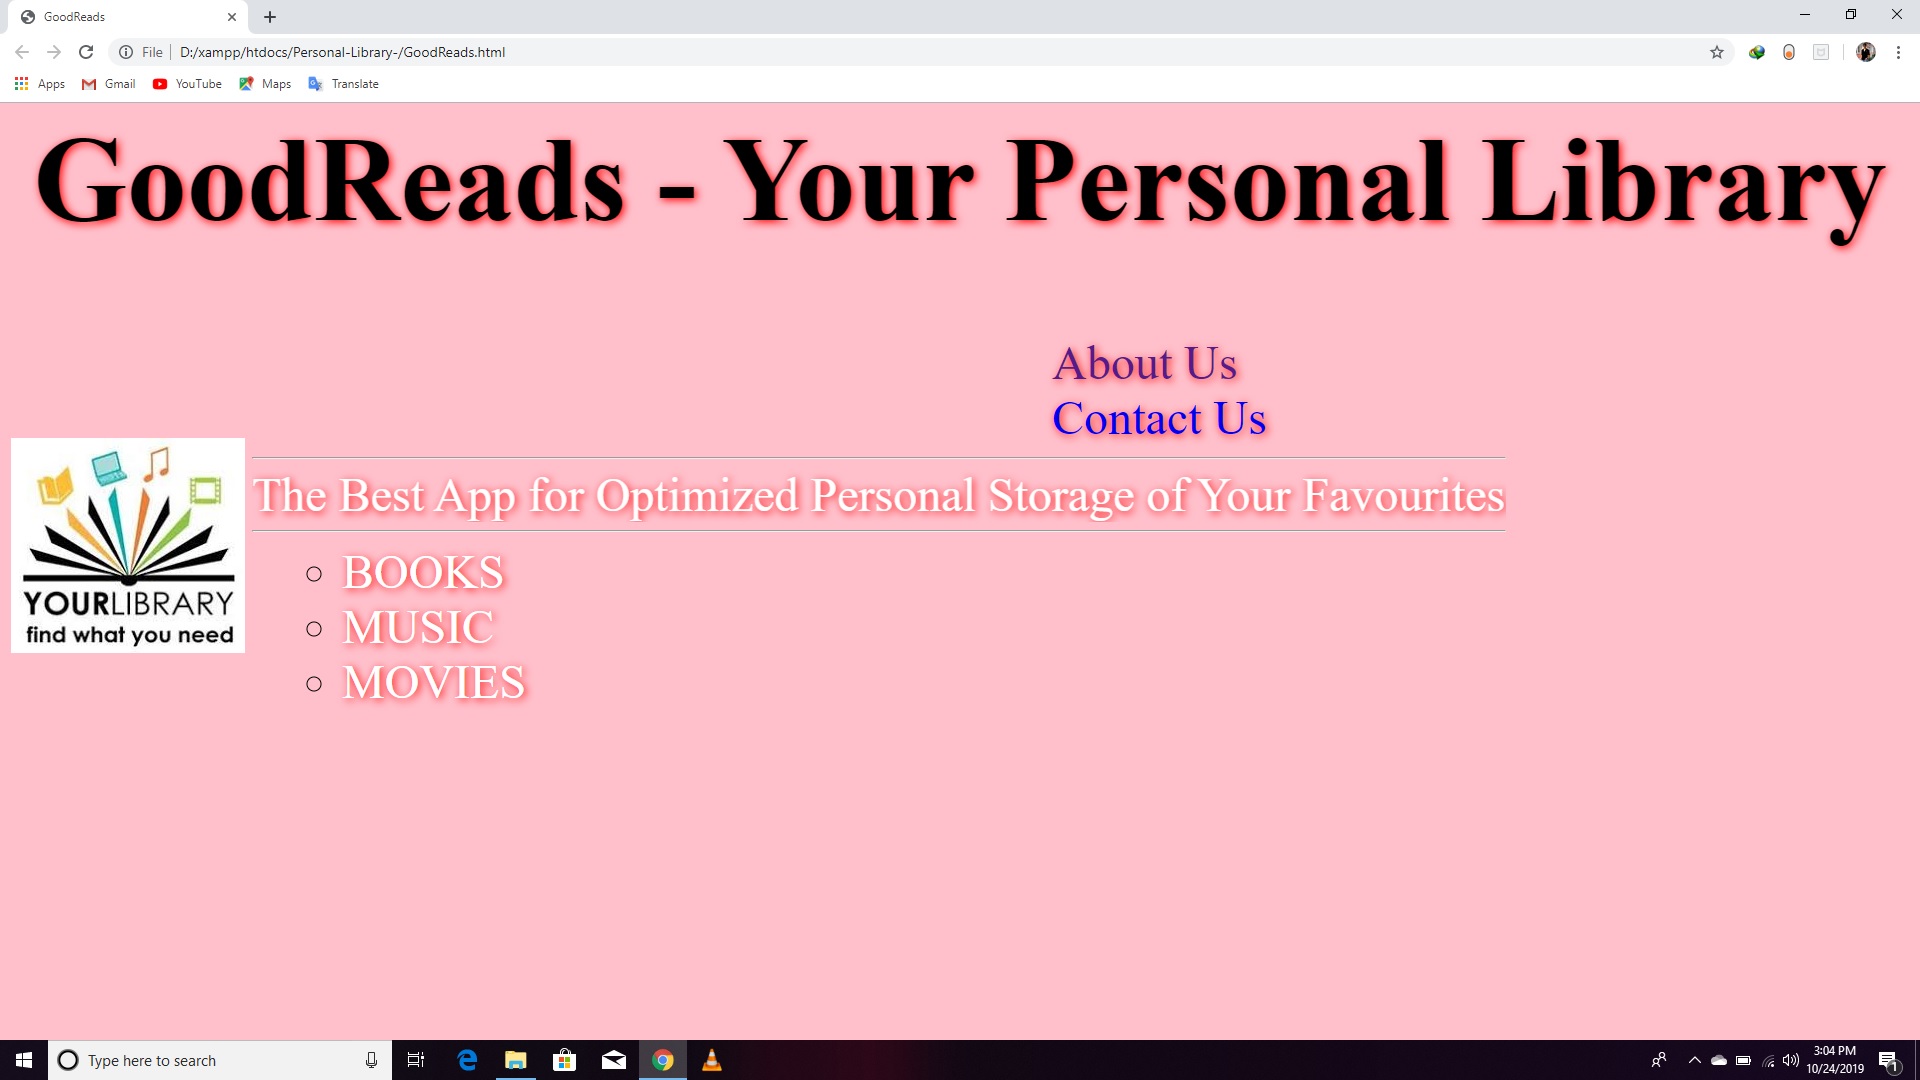 GoodReads
File
D:/xampp/htdocs/Personal-Library-/GoodReads.html
Apps Gmail YouTube Maps Translate
GoodReads - Your Personal Library
About Us
Contact Us
The Best App for Optimized Personal Storage of Your Favourites
BOOKS
MUSIC
MOVIES
YOURLIBRARY
find what you need
Type here to search
3:04 PM
10/24/2019
1